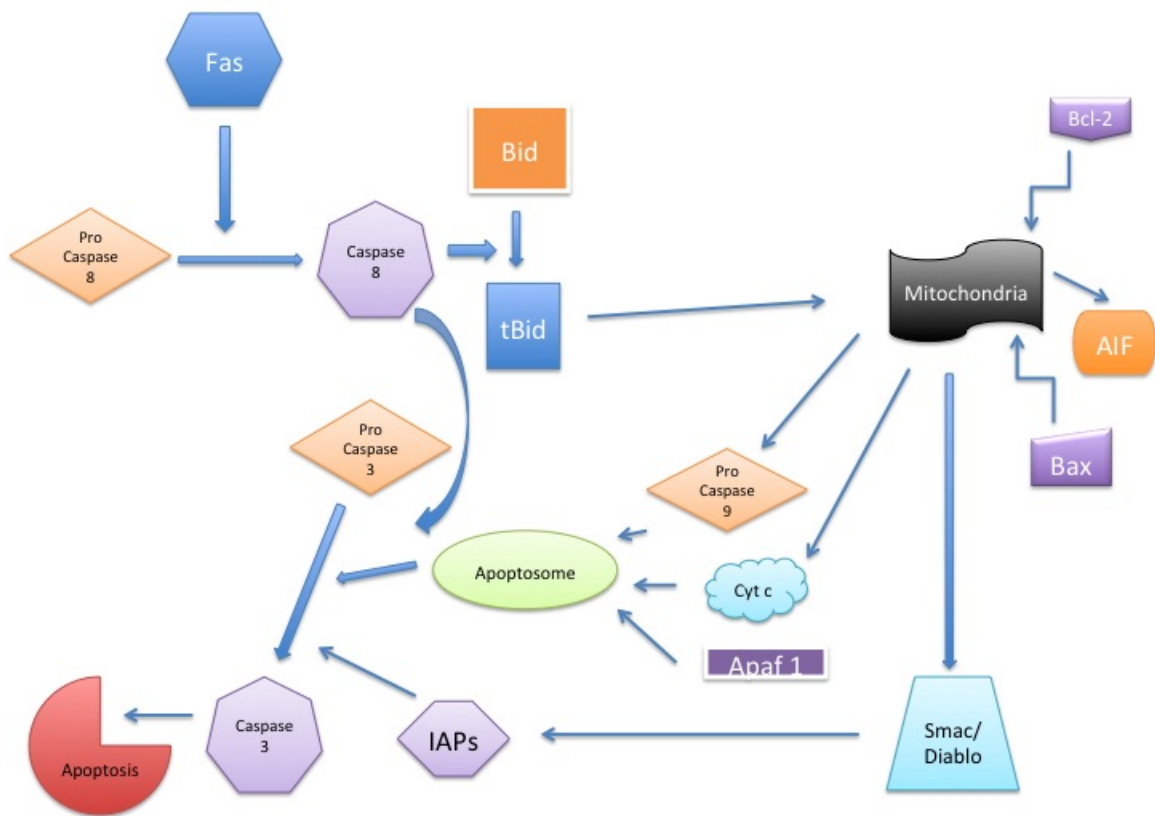 Fas
Bcl-2
Bid
Pro
Caspase
8
Caspase
8
Mitochondria
tBid
AIF
Pro
Caspase
3
Bax
Pro
Caspase
9
Apoptosome
Cyt c
Apaf 1
Caspase
3
IAPs
Smac/
Diablo
Apoptosis